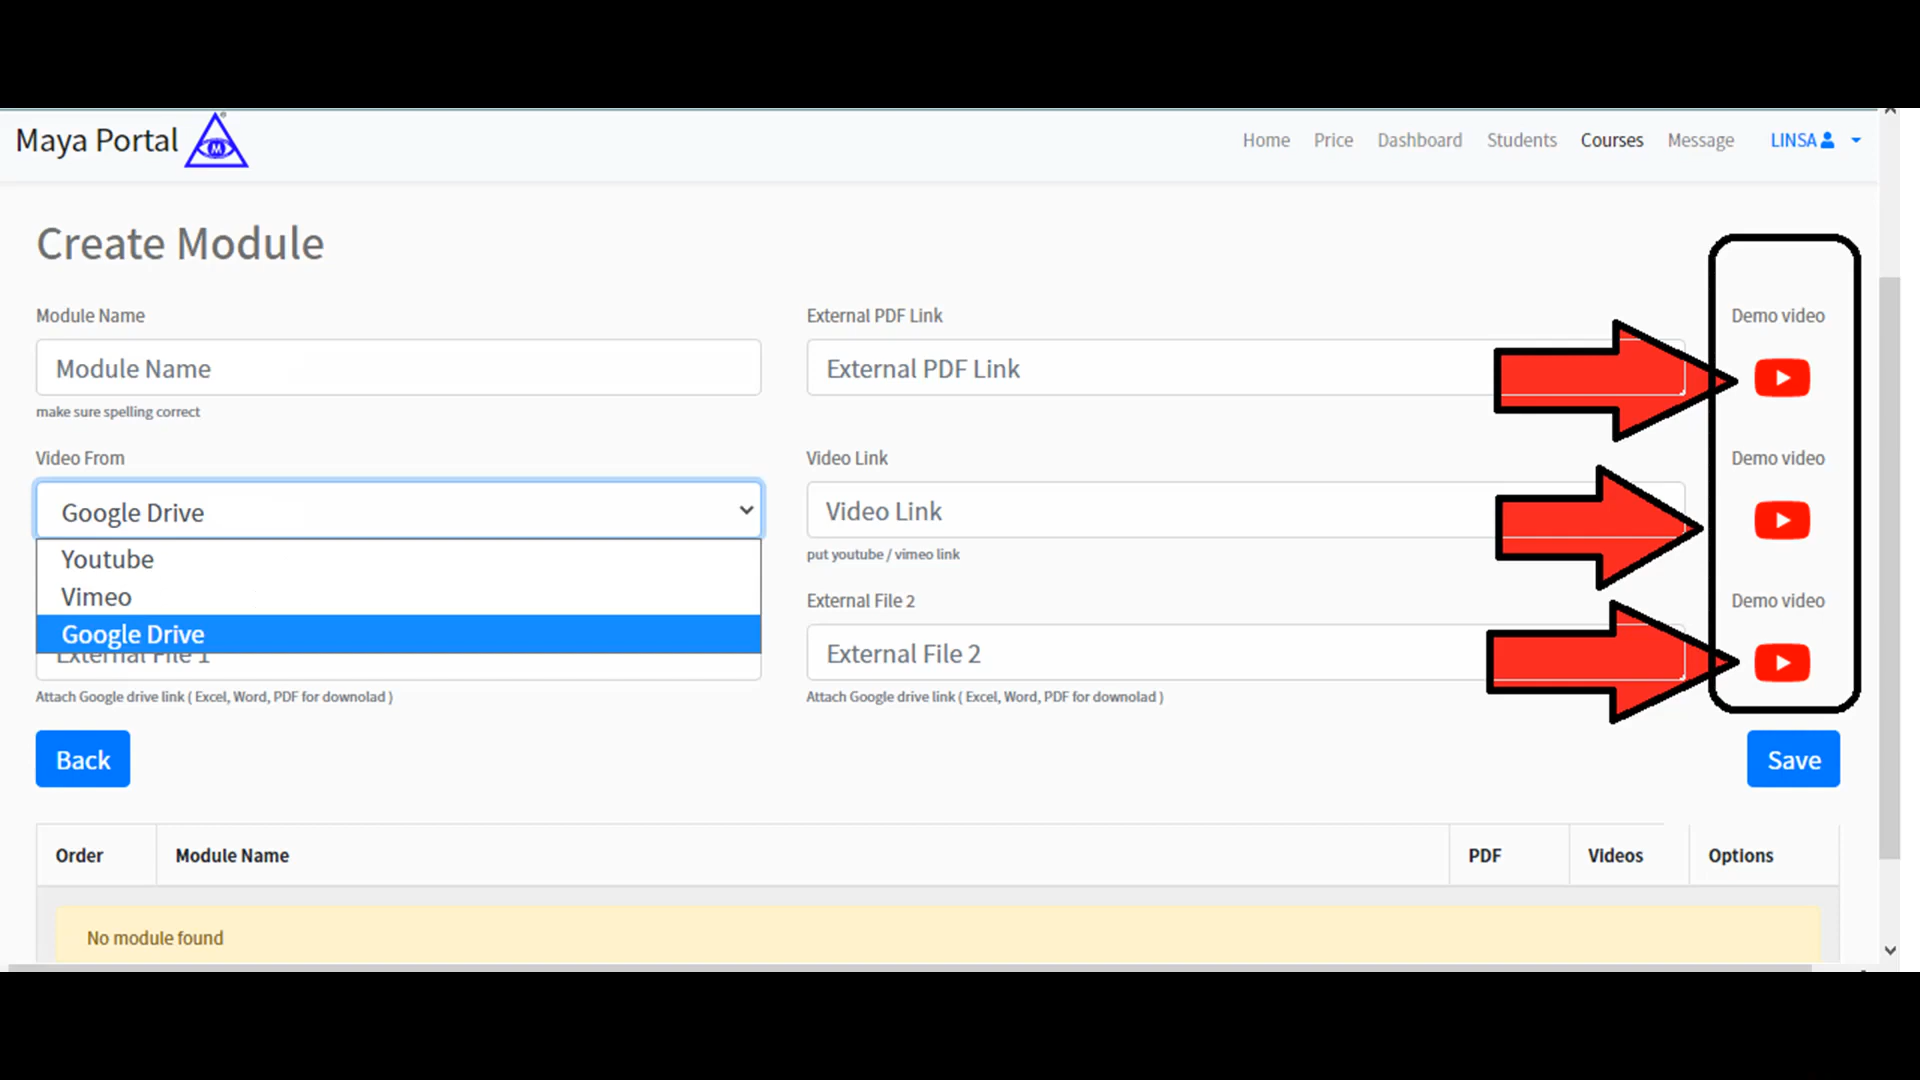 Maya Portal
M
Home Price Dashboard Students Courses Message LINSA
Create Module
Module Name
External PDF Link
Demo video
Module Name
External PDF Link
make sure spelling correct
Video From
Video Link
Demo video
Google Drive
Video Link
Youtube
put youtube / vimeo link
Vimeo
External File 2
Demo video
Google Drive
External File 1
External File 2
Attach Google drive link ( Excel, Word, PDF for downolad )
Attach Google drive link ( Excel, Word, PDF for downolad )
Back
Save
Order Module Name PDF Videos Options
No module found